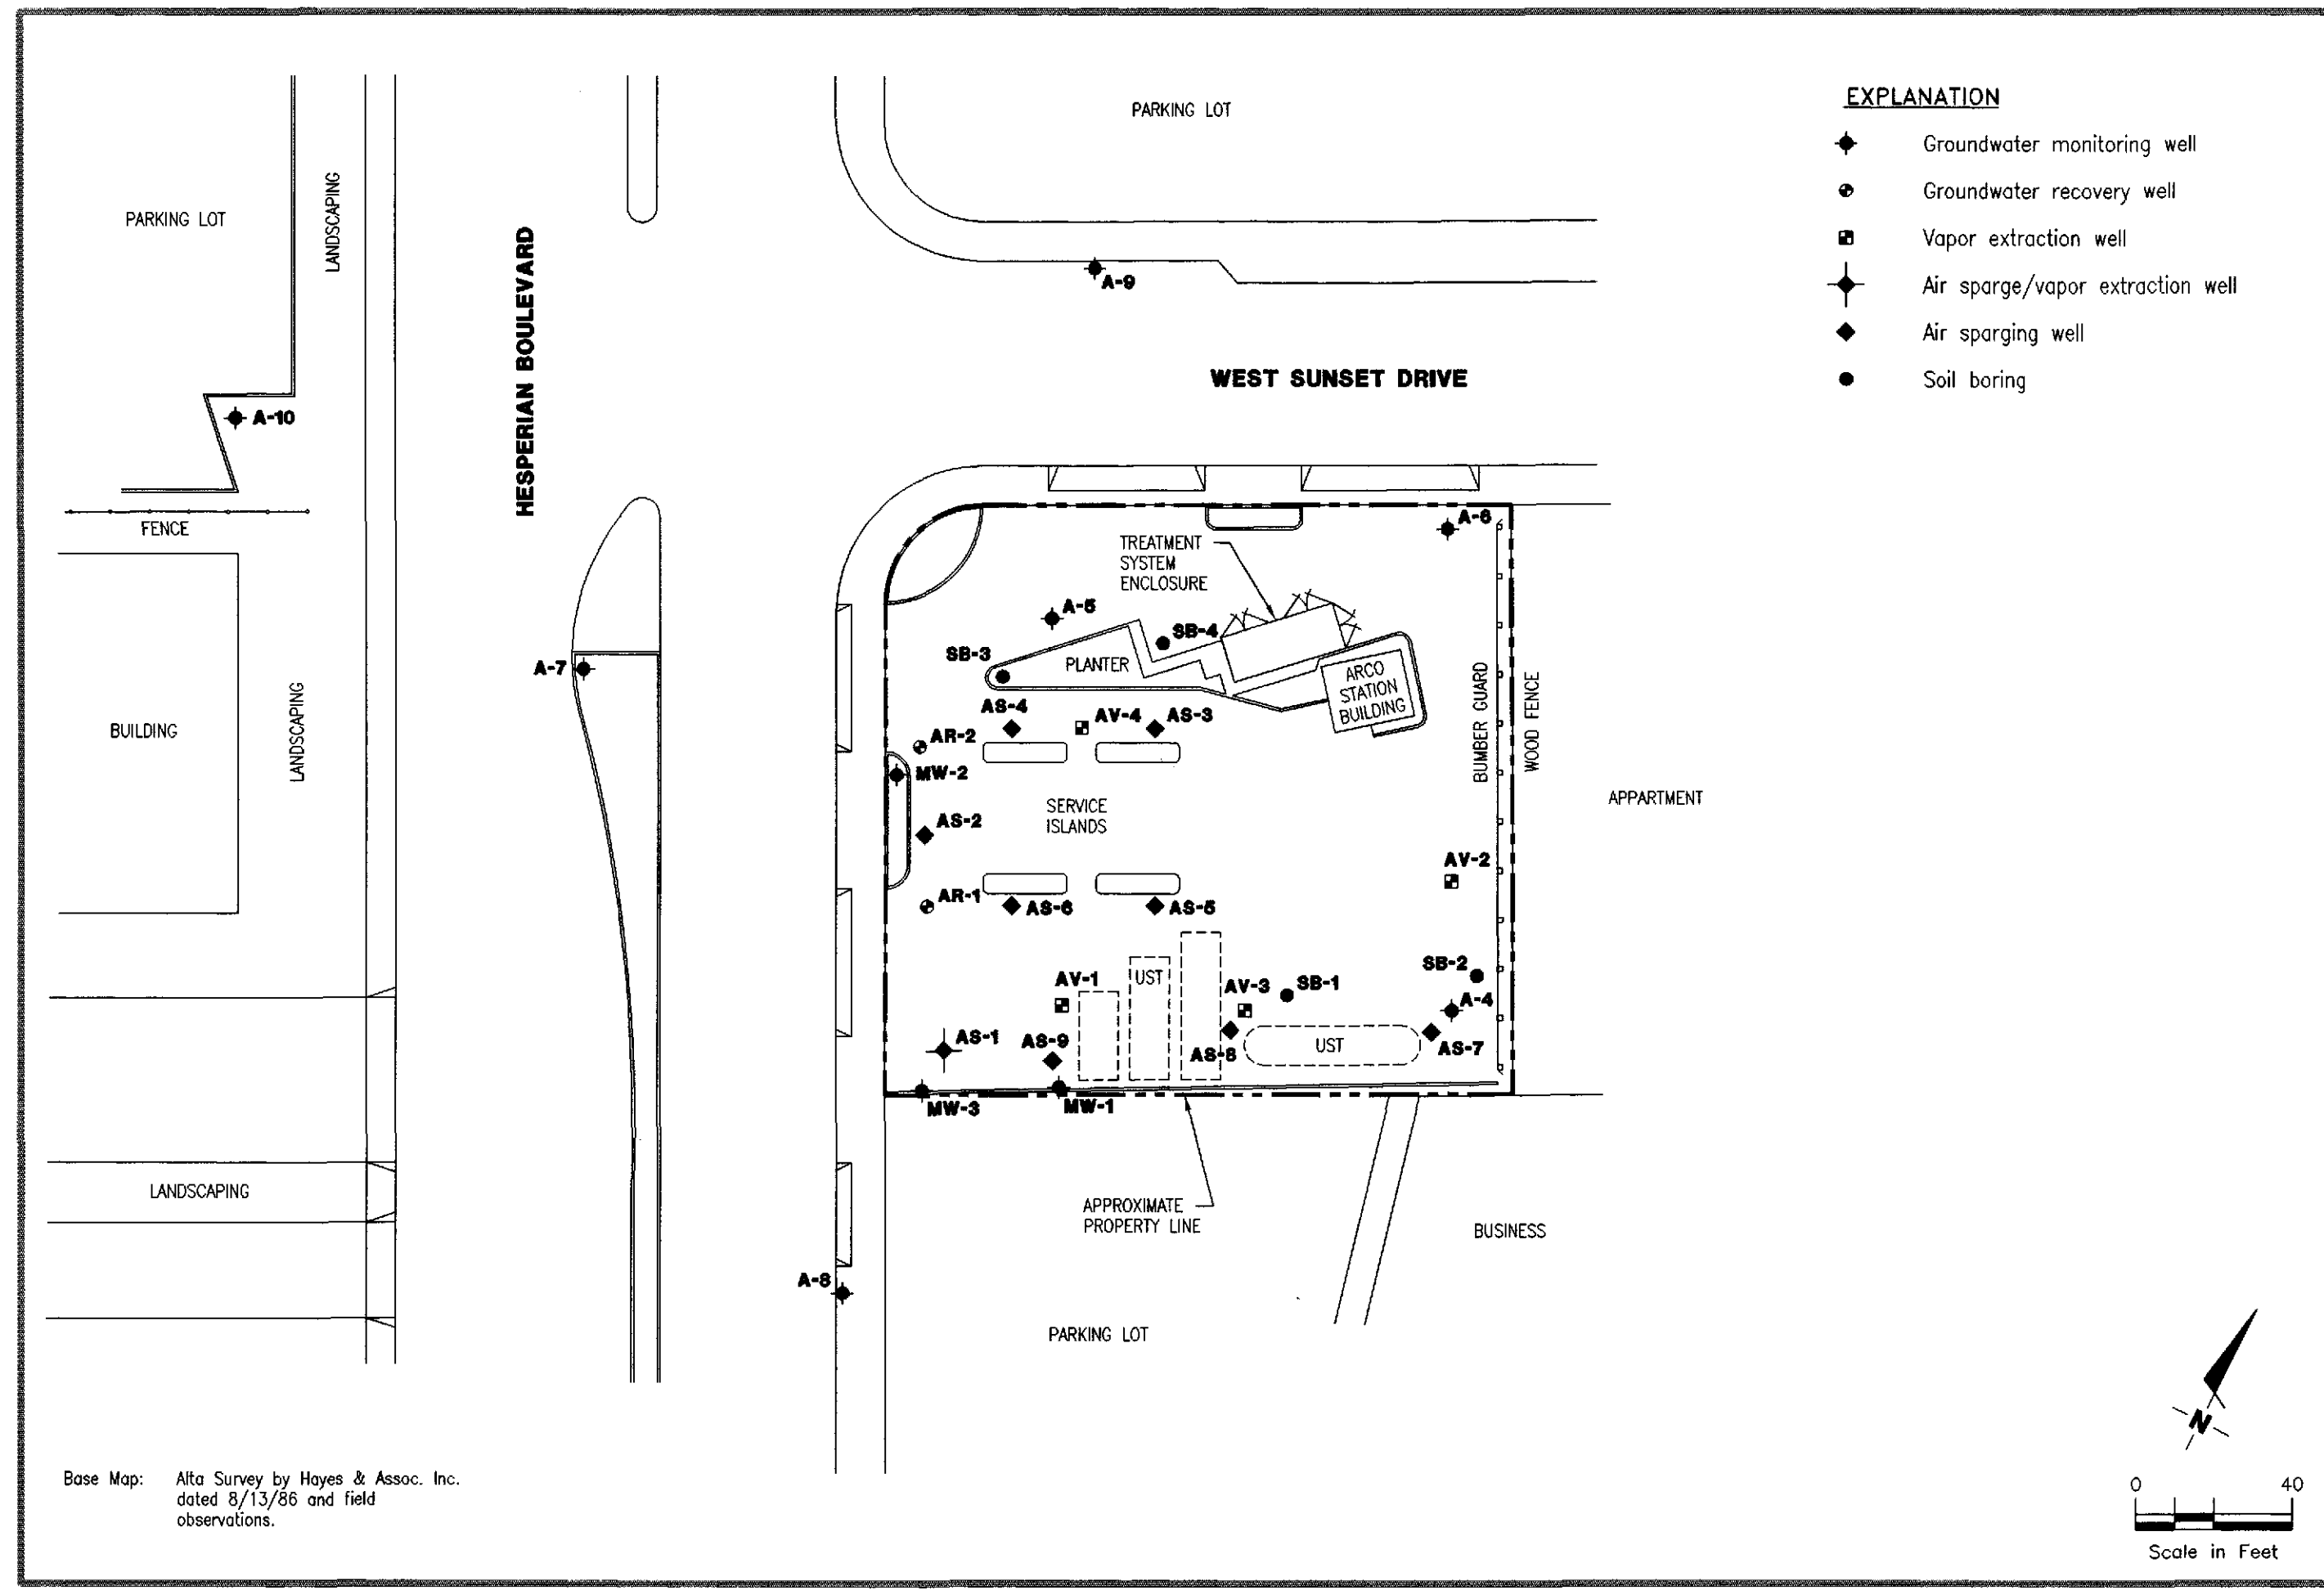 EXPLANATION
Groundwater monitoring well
Groundwater recovery well
Vapor extraction well
Air sparge/vapor extraction well
Air sparging well
Soil boring
PARKING LOT
PARKING LOT
LANDSCAPING
HESPERIAN BOULEVARD
A-9
WEST SUNSET DRIVE
A-10
FENCE
A-6
TREATMENT
SYSTEM
ENCLOSURE
A-5
SB-4
SB-3
PLANTER
A-7
ARCO
STATION
BUILDING
BUMBER GUARD
WOOD FENCE
BUILDING
LANDSCAPING
AS-4
AV-4
AS-3
AR-2
MW-2
SERVICE
ISLANDS
APPARTMENT
AS-2
AV-2
AR-1
AS-6
AS-5
SB-2
AV-1
UST
AV-3
SB-1
A-4
AS-1
AS-9
AS-8
UST
AS-7
MW-3
MW-1
LANDSCAPING
APPROXIMATE
PROPERTY LINE
BUSINESS
A-8
PARKING LOT
N
Base Map: Alta Survey by Hayes & Assoc. Inc.
dated 8/13/86 and field
observations.
0 40
Scale in Feet